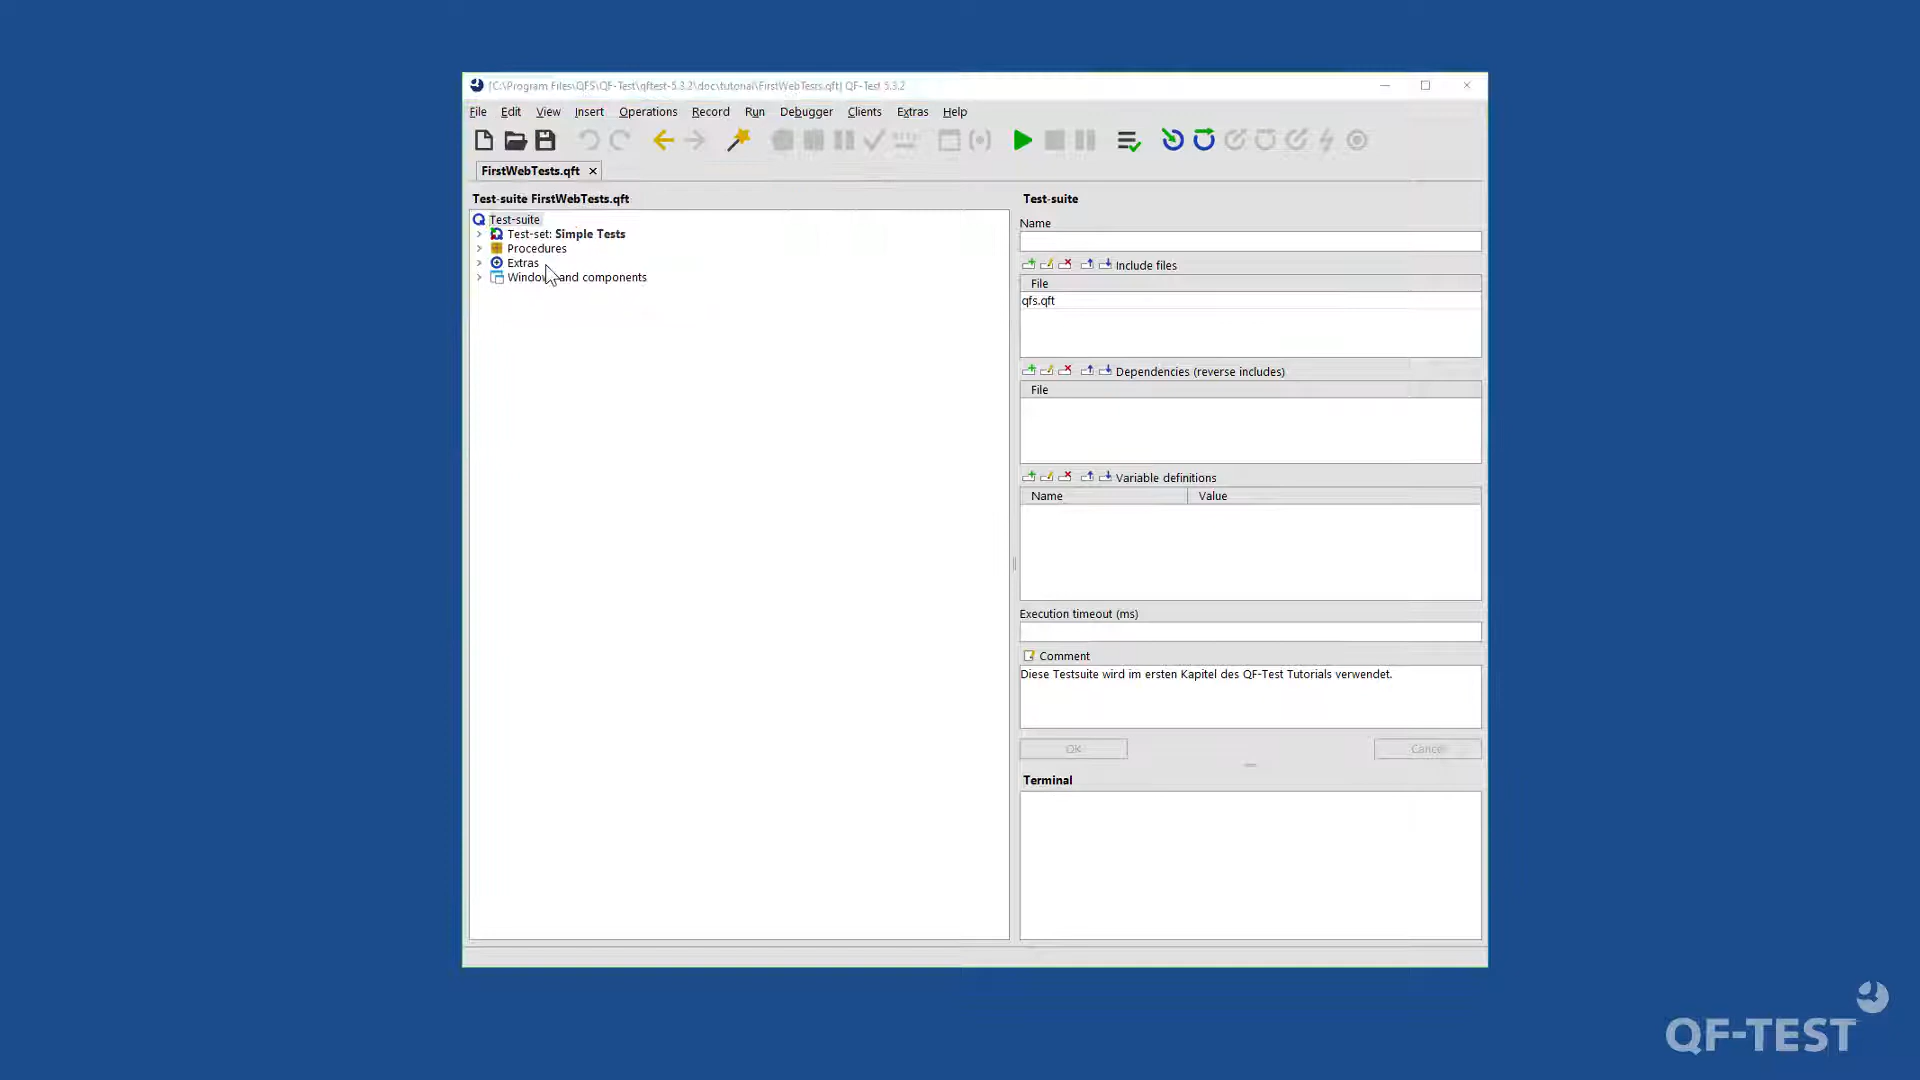 [C:\Program Files\QFS\QF-Test\qftest-5.3.2\doc\tutorial\FirstWebTests.qft] QF-Test 5.3.2
File Edit View Insert Operations Record Run Debugger Clients Extras Help
FirstWebTests.qft
Test-suite FirstWebTests.qft
Test-suite
Test-set: Simple Tests
Procedures
Extras
Windows and components
Test-suite
Name
Include files
File
qfs.qft
Dependencies (reverse includes)
File
Variable definitions
Name Value
Execution timeout (ms)
Comment
Diese Testsuite wird im ersten Kapitel des QF-Test Tutorials verwendet.
OK Cancel
Terminal
QF-TEST